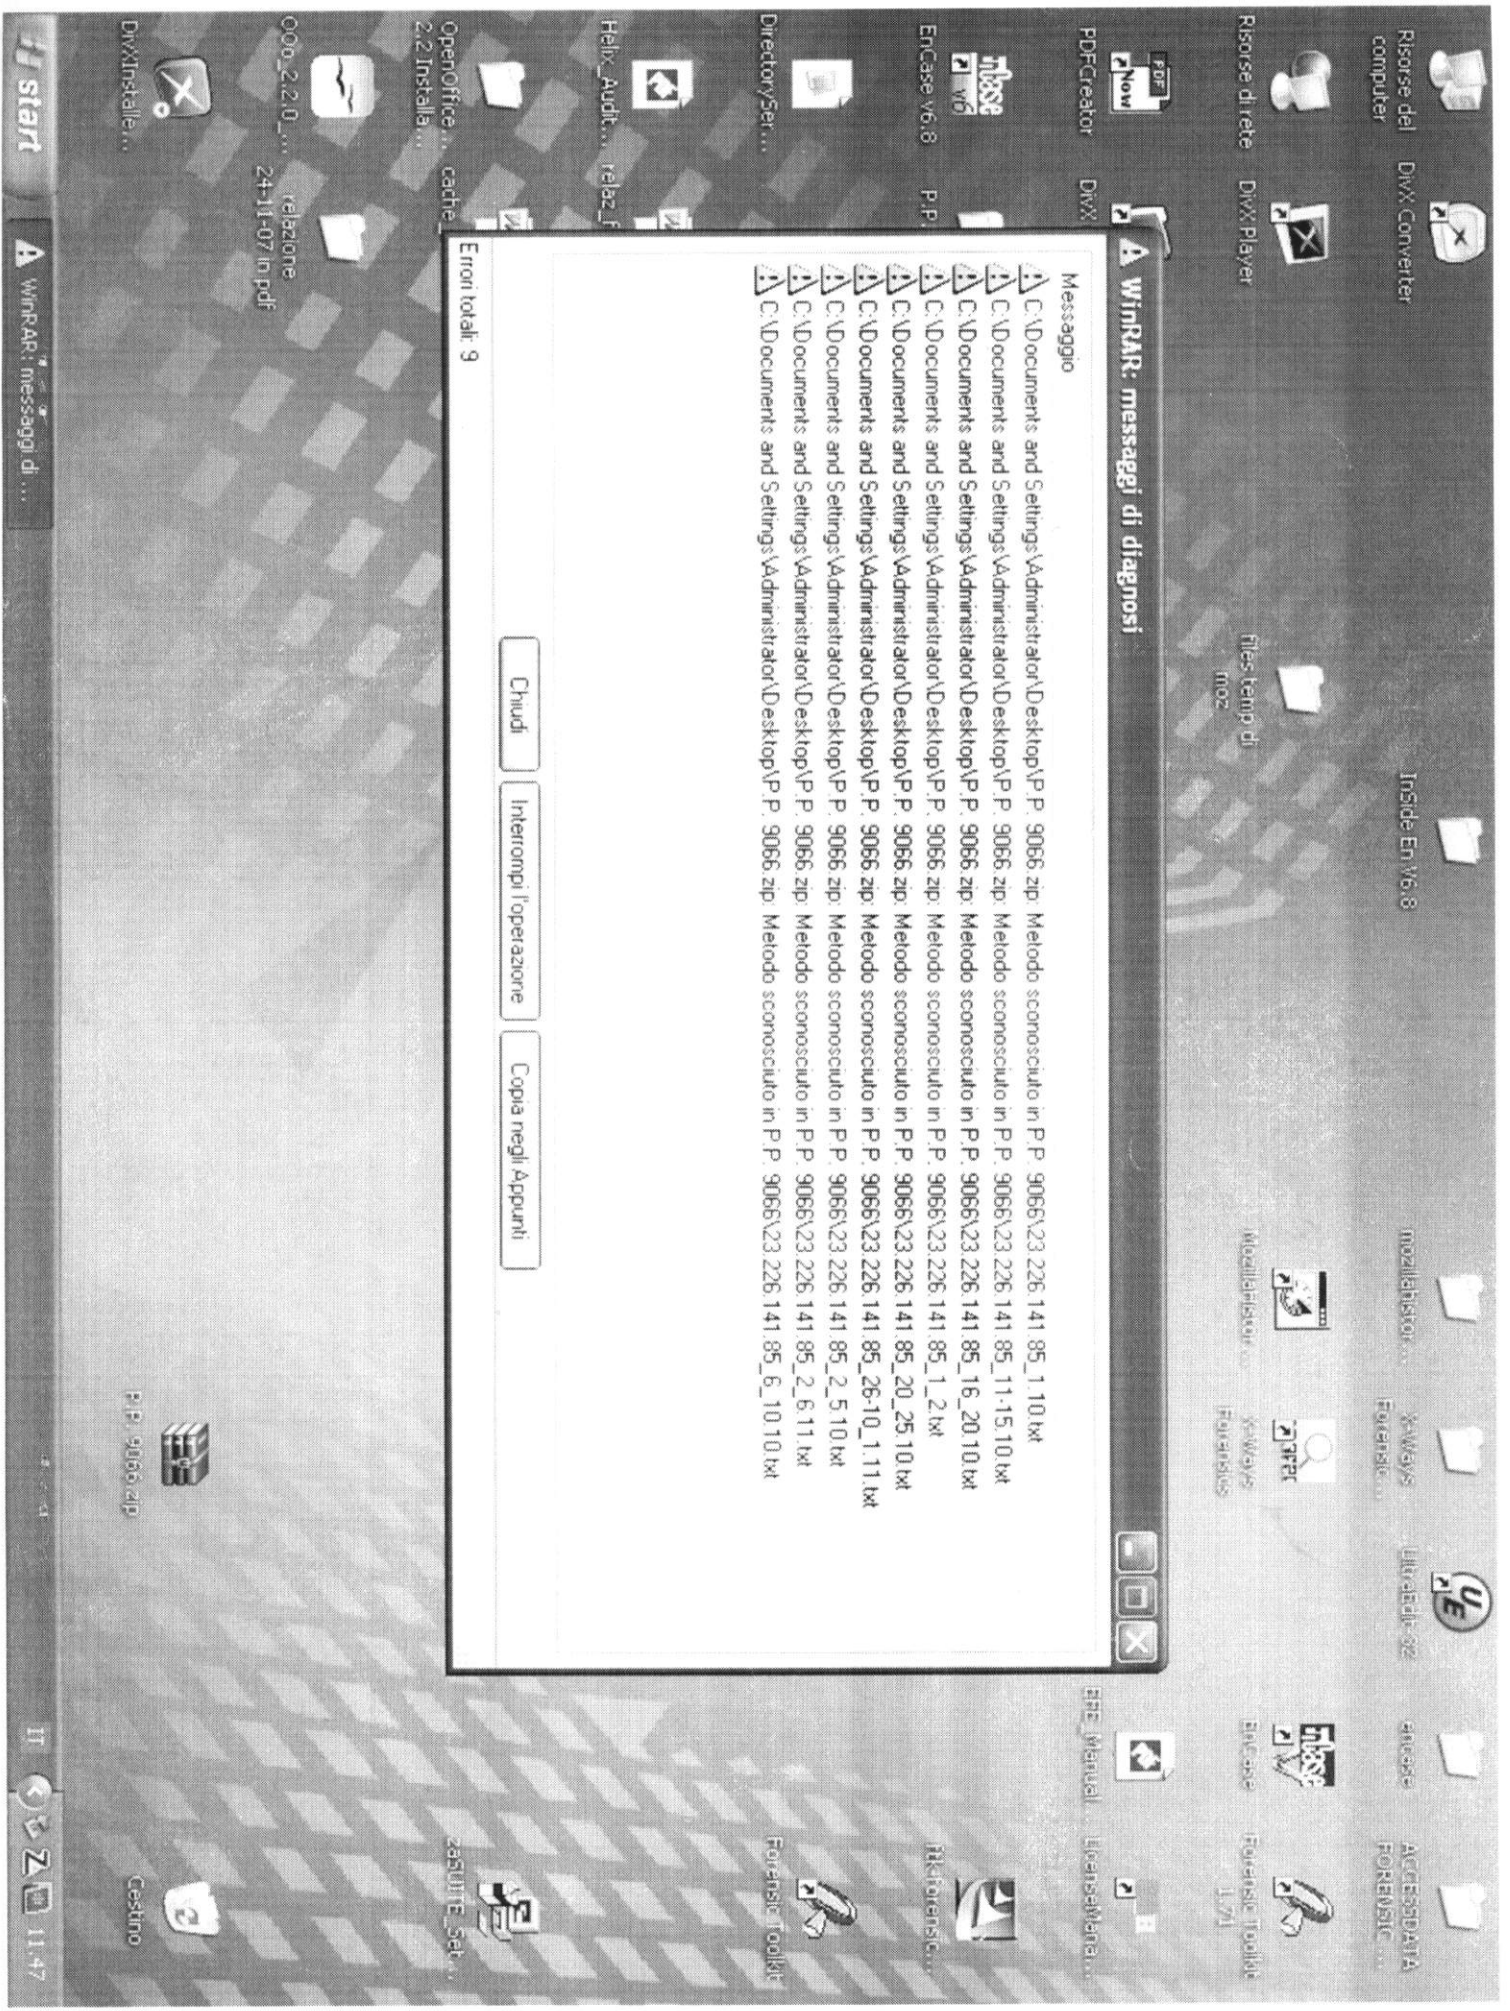 Risorse del
computer
DivX Converter
InSide En V6.8
mozillahistor...
X-Ways
Forensic...
UltraEdit-32
encase
ACCESSDATA
FORENSIC ...
Risorse di rete
DivX Player
files temp di
moz
Mozillahistor...
X-Ways
Forensics
EnCase
Forensic Toolkit
1.71
PDF
Now
PDFCreator
DivX
EFE_Manual...
LicenseMana...
WinRAR: messaggi di diagnosi
Messaggio
C:\Documents and Settings\Administrator\Desktop\P.P. 9066.zip: Metodo sconosciuto in P.P. 9066\23.226.141.85_1.10.txt
C:\Documents and Settings\Administrator\Desktop\P.P. 9066.zip: Metodo sconosciuto in P.P. 9066\23.226.141.85_11-15.10.txt
C:\Documents and Settings\Administrator\Desktop\P.P. 9066.zip: Metodo sconosciuto in P.P. 9066\23.226.141.85_16_20.10.txt
C:\Documents and Settings\Administrator\Desktop\P.P. 9066.zip: Metodo sconosciuto in P.P. 9066\23.226.141.85_1_2.txt
C:\Documents and Settings\Administrator\Desktop\P.P. 9066.zip: Metodo sconosciuto in P.P. 9066\23.226.141.85_20_25.10.txt
C:\Documents and Settings\Administrator\Desktop\P.P. 9066.zip: Metodo sconosciuto in P.P. 9066\23.226.141.85_26-10_1.11.txt
C:\Documents and Settings\Administrator\Desktop\P.P. 9066.zip: Metodo sconosciuto in P.P. 9066\23.226.141.85_2_5.10.txt
C:\Documents and Settings\Administrator\Desktop\P.P. 9066.zip: Metodo sconosciuto in P.P. 9066\23.226.141.85_2_6.11.txt
C:\Documents and Settings\Administrator\Desktop\P.P. 9066.zip: Metodo sconosciuto in P.P. 9066\23.226.141.85_6_10.10.txt
Chiudi
Interrompi l'operazione
Copia negli Appunti
Errori totali: 9
EnCase v6.8
P.P.
ftk forensic...
DirectorySer...
Forensic Toolkit
Helix_Audit...
relaz_f
OpenOffice...
2.2 Installa...
cache_
zaSUITE_Set...
OOo_2.2.0_...
relazione
24-11-07 in pdf
DivXInstalle...
P.P. 9066.zip
Cestino
start
WinRAR: messaggi di ...
IT
11.47